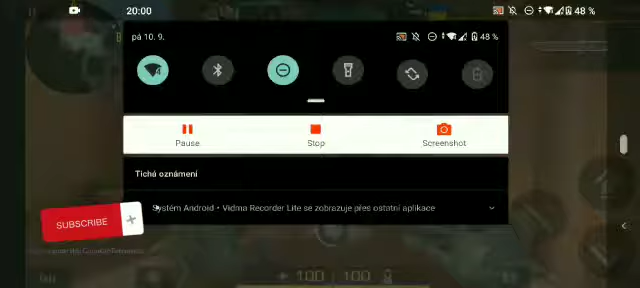 20:00
48 %
pá 10. 9.
48 %
Pause
Stop
Screenshot
Tichá oznámení
Systém Android • Vidma Recorder Lite se zobrazuje přes ostatní aplikace
SUBSCRIBE
100 100